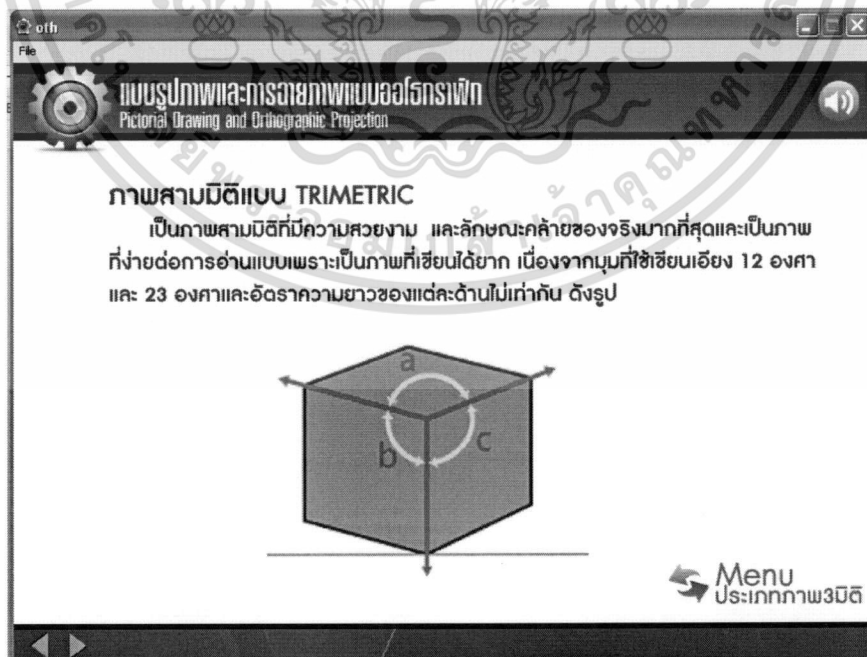 oth
File
แบบรูปภาพและการฉายภาพแบบออโธกราฟิก
Pictorial Drawing and Orthographic Projection
ภาพสามมิติแบบ TRIMETRIC
เป็นภาพสามมิติที่มีความสวยงาม และลักษณะคล้ายของจริงมากที่สุดและเป็นภาพ
ที่ง่ายต่อการอ่านแบบเพราะเป็นภาพที่เขียนได้ยาก เนื่องจากมุมที่ใช้เขียนเอียง 12 องศา
และ 23 องศาและอัตราความยาวของแต่ละด้านไม่เท่ากัน ดังรูป
a
b
c
Menu
ประเภทภาพ3มิติ